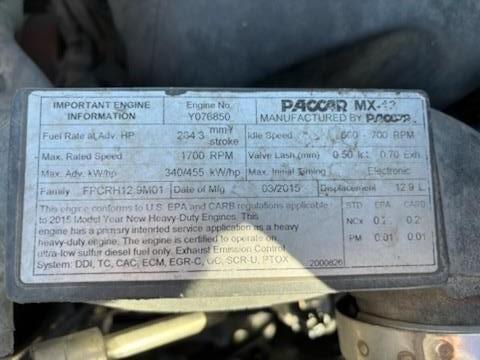 IMPORTANT ENGINE INFORMATION
Engine No. Y076850
PACCAR MX-13
MANUFACTURED BY PACCAR
Fuel Rate at Adv. HP 284.3 mm³/stroke
Idle Speed 600 - 700 RPM
Max. Rated Speed 1700 RPM
Valve Lash (mm) 0.50 Int. 0.70 Exh.
Max. Adv. kW/hp 340/455 kW/hp
Max. Initial Timing Electronic
Family FPCRH12.9M01
Date of Mfg 03/2015
Displacement 12.9 L
This engine conforms to U.S. EPA and CARB regulations
to 2015 Model Year New Heavy-Duty Engines. This
engine has a primary intended service application as a heavy
heavy-duty engine. The engine is certified to operate on
ultra-low sulfur diesel fuel only. Exhaust Emission Control
System: DDI, TC, CAC, ECM, EGR-C, OC, SCR-U, PTOX
2000826
STD EPA CARB
NOx 0.2 0.2
PM 0.01 0.01